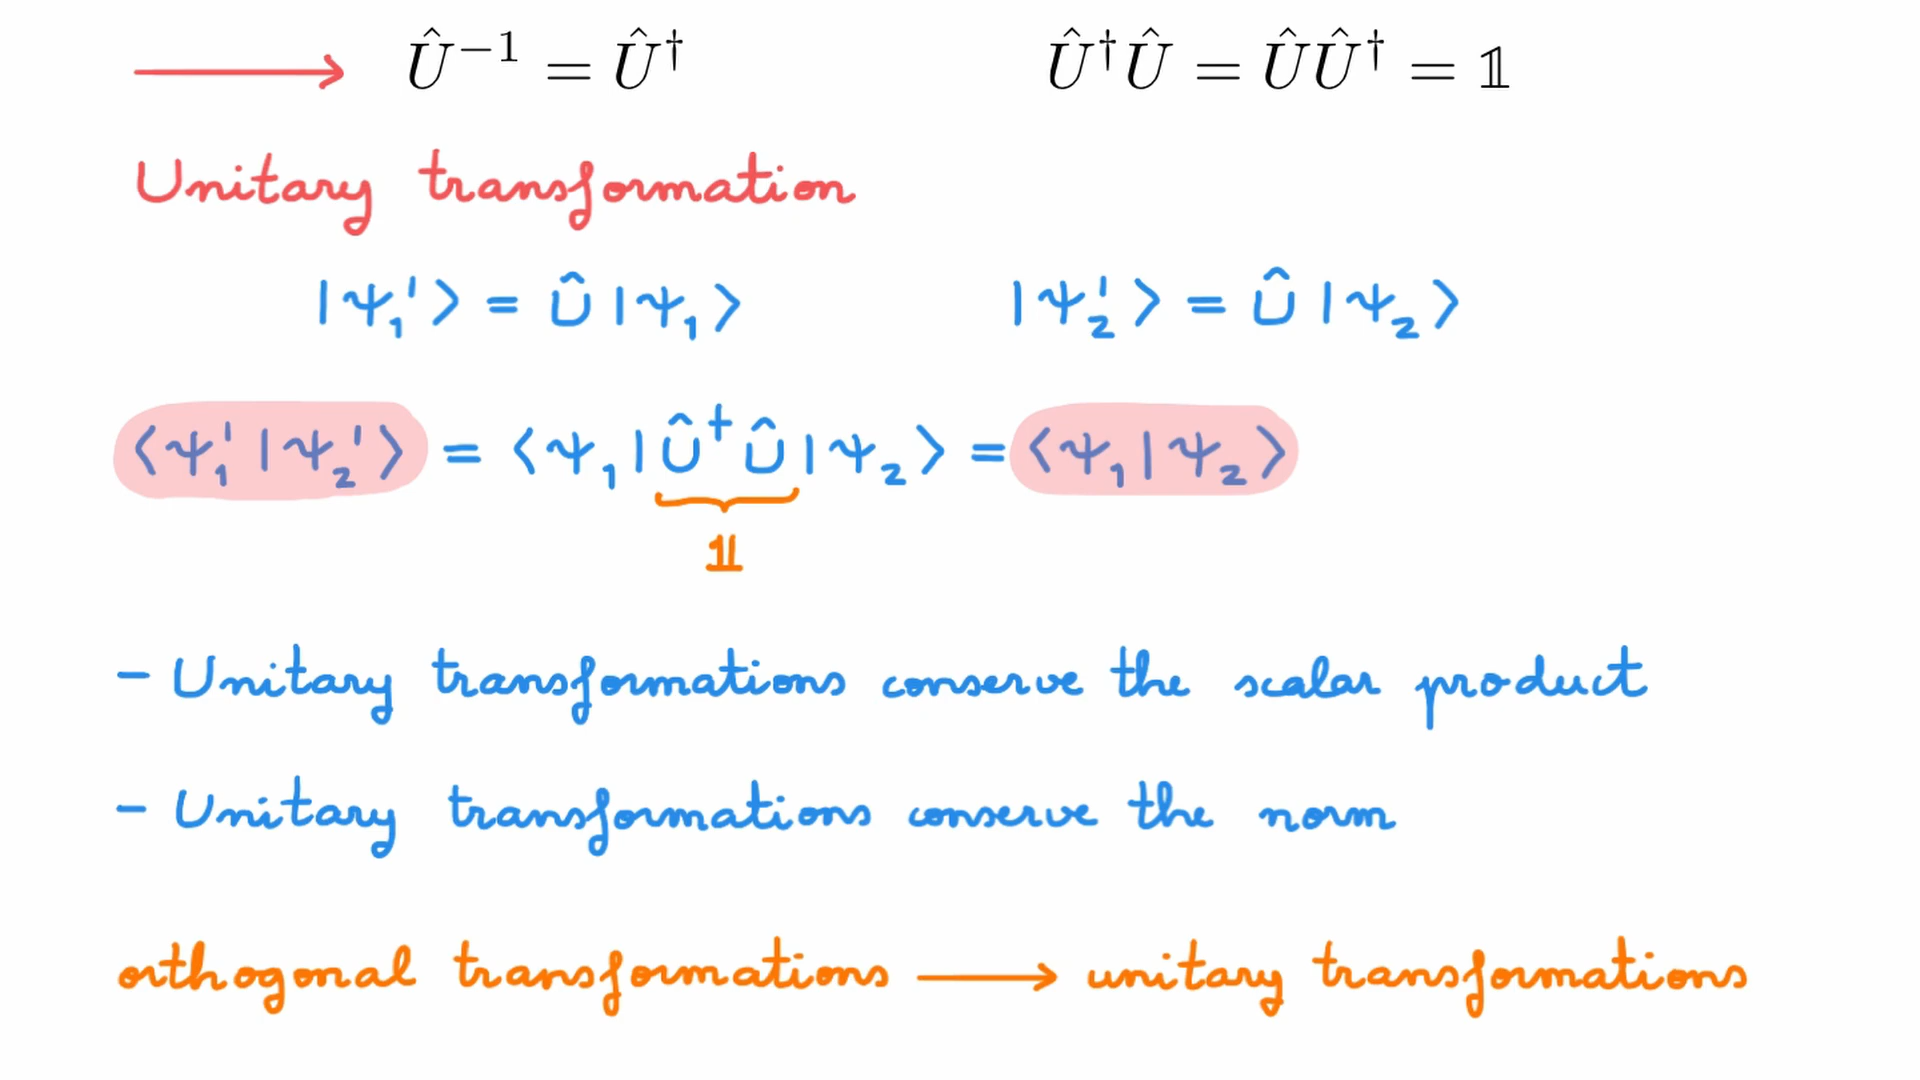 Û⁻¹ = Û† Û†Û = ÛÛ† = 𝟙
Unitary transformation
|ψ₁'⟩ = Û |ψ₁⟩ |ψ₂'⟩ = Û |ψ₂⟩
⟨ψ₁'|ψ₂'⟩ = ⟨ψ₁|Û†Û|ψ₂⟩ = ⟨ψ₁|ψ₂⟩
𝟙
- Unitary transformations conserve the scalar product
- Unitary transformations conserve the norm
orthogonal transformations ⟶ unitary transformations